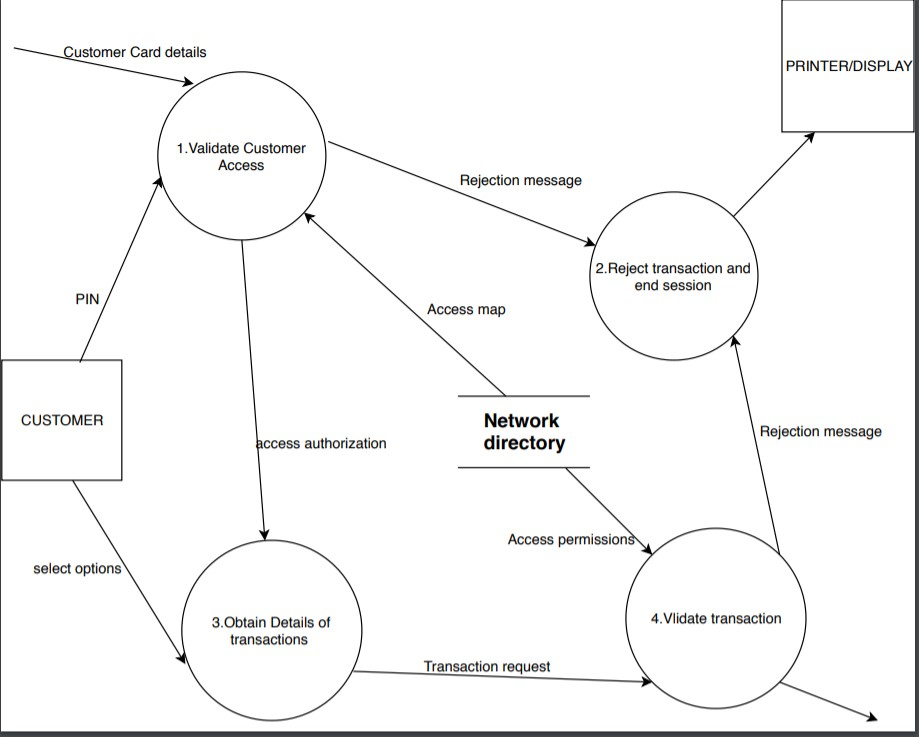 Customer Card details
PRINTER/DISPLAY
1.Validate Customer
Access
Rejection message
2.Reject transaction and
end session
PIN
Access map
CUSTOMER
Network
directory
Rejection message
access authorization
Access permissions
select options
3.Obtain Details of
transactions
4.Vlidate transaction
Transaction request